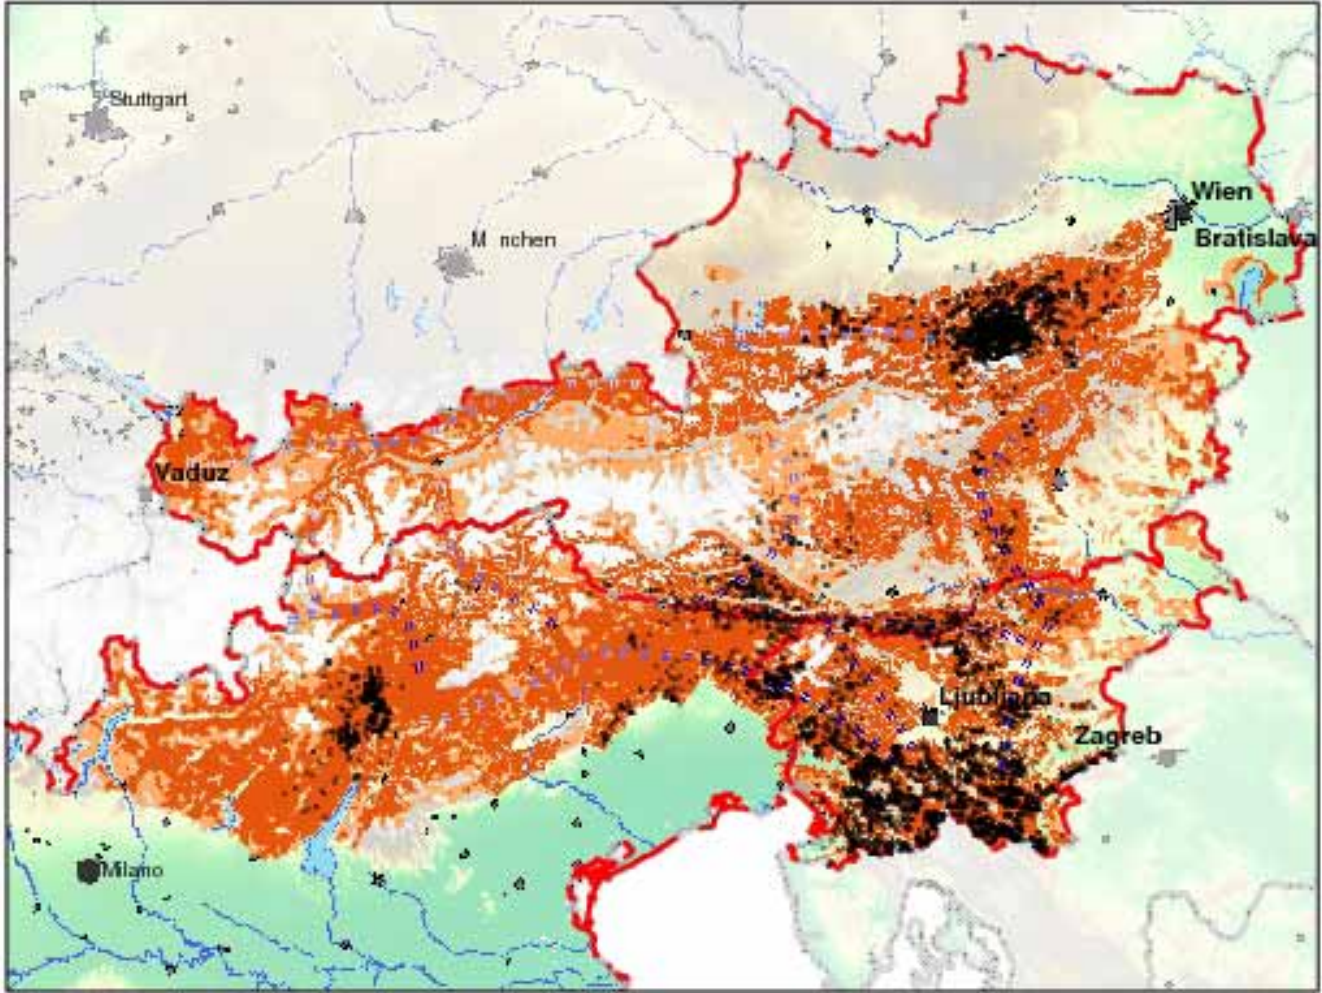 Stuttgart
Wien
Bratislava
M nchen
Vaduz
Ljubljana
Zagreb
Milano